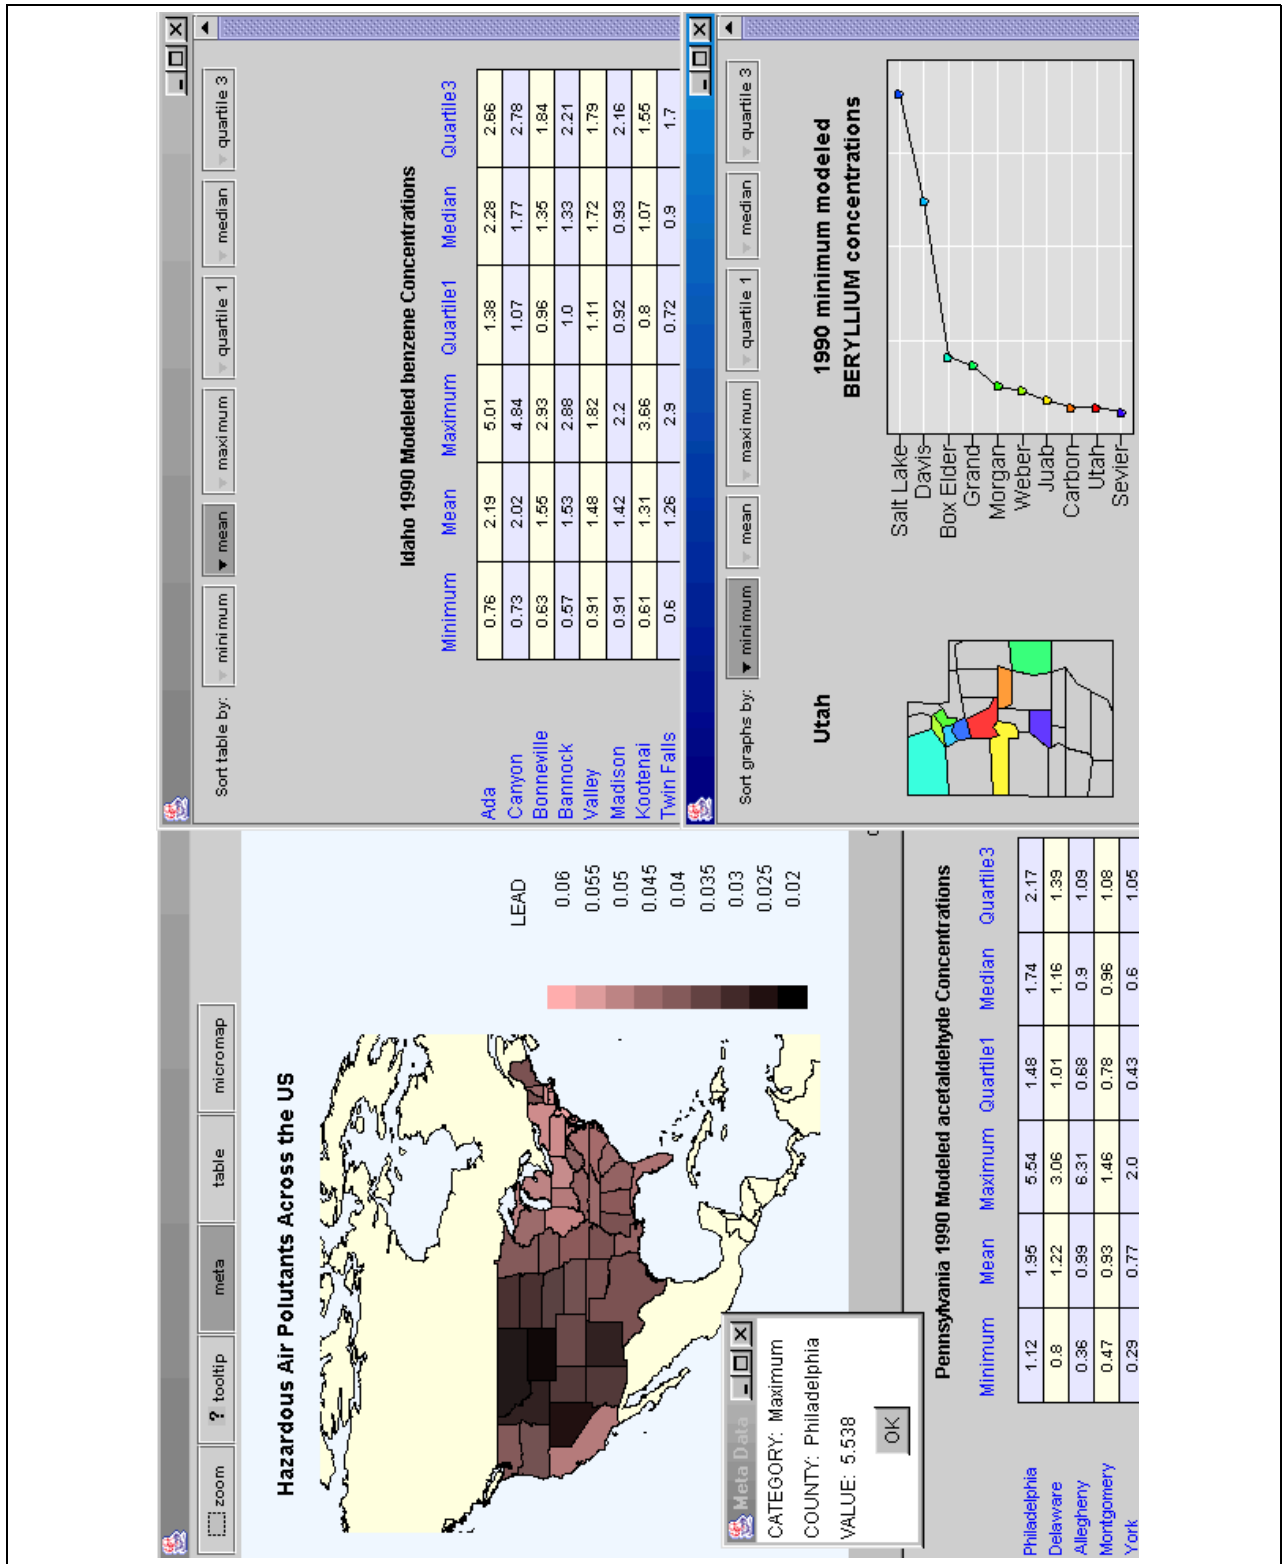 zoom ? tooltip meta table micromap
Hazardous Air Polutants Across the US
LEAD
0.06
0.055
0.05
0.045
0.04
0.035
0.03
0.025
0.02
Meta Data
CATEGORY: Maximum
COUNTY: Philadelphia
VALUE: 5.538
OK
Pennsylvania 1990 Modeled acetaldehyde Concentrations
Minimum Mean Maximum Quartile1 Median Quartile3
Philadelphia 1.12 1.95 5.54 1.48 1.74 2.17
Delaware 0.8 1.22 3.06 1.01 1.16 1.39
Allegheny 0.36 0.99 6.31 0.68 0.9 1.09
Montgomery 0.47 0.93 1.46 0.78 0.96 1.08
York 0.29 0.77 2.0 0.43 0.6 1.05
Sort table by: minimum mean maximum quartile 1 median quartile 3
Idaho 1990 Modeled benzene Concentrations
Minimum Mean Maximum Quartile1 Median Quartile3
Ada 0.76 2.19 5.01 1.38 2.28 2.66
Canyon 0.73 2.02 4.84 1.07 1.77 2.78
Bonneville 0.63 1.55 2.93 0.96 1.35 1.84
Bannock 0.57 1.53 2.88 1.0 1.33 2.21
Valley 0.91 1.48 1.82 1.11 1.72 1.79
Madison 0.91 1.42 2.2 0.92 0.93 2.16
Kootenai 0.61 1.31 3.66 0.8 1.07 1.55
Twin Falls 0.6 1.26 2.9 0.72 0.9 1.7
Sort graphs by: minimum mean maximum quartile 1 median quartile 3
Utah
1990 minimum modeled
BERYLLIUM concentrations
Salt Lake
Davis
Box Elder
Grand
Morgan
Weber
Juab
Carbon
Utah
Sevier